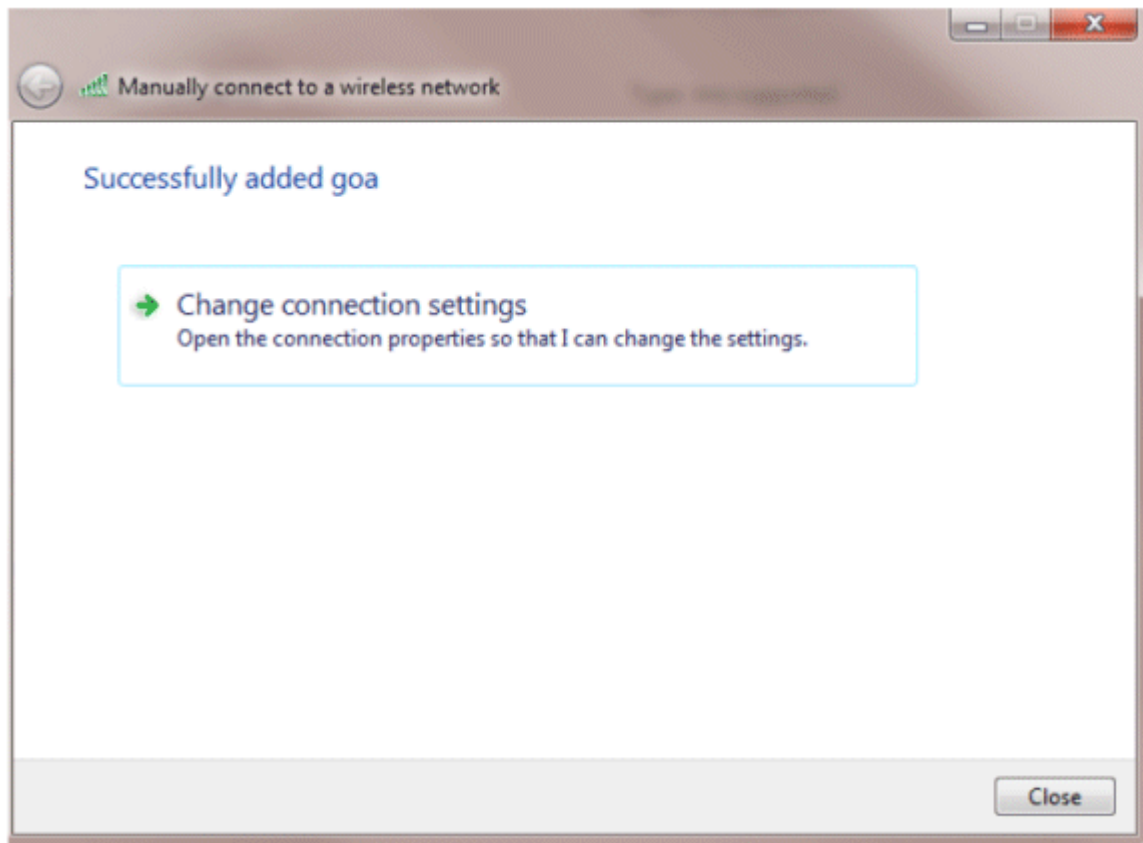 Manually connect to a wireless network
Successfully added goa
Change connection settings
Open the connection properties so that I can change the settings.
Close